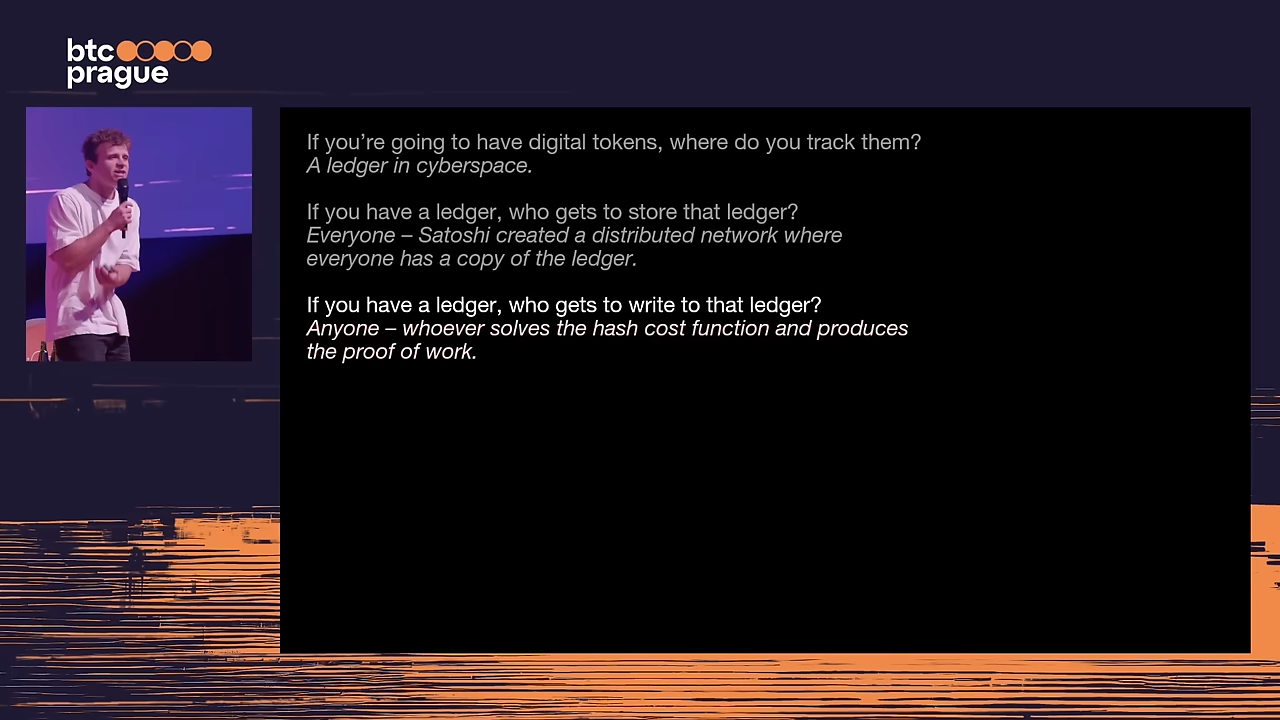 btc
prague
If you’re going to have digital tokens, where do you track them?
A ledger in cyberspace.
If you have a ledger, who gets to store that ledger?
Everyone – Satoshi created a distributed network where
everyone has a copy of the ledger.
If you have a ledger, who gets to write to that ledger?
Anyone – whoever solves the hash cost function and produces
the proof of work.